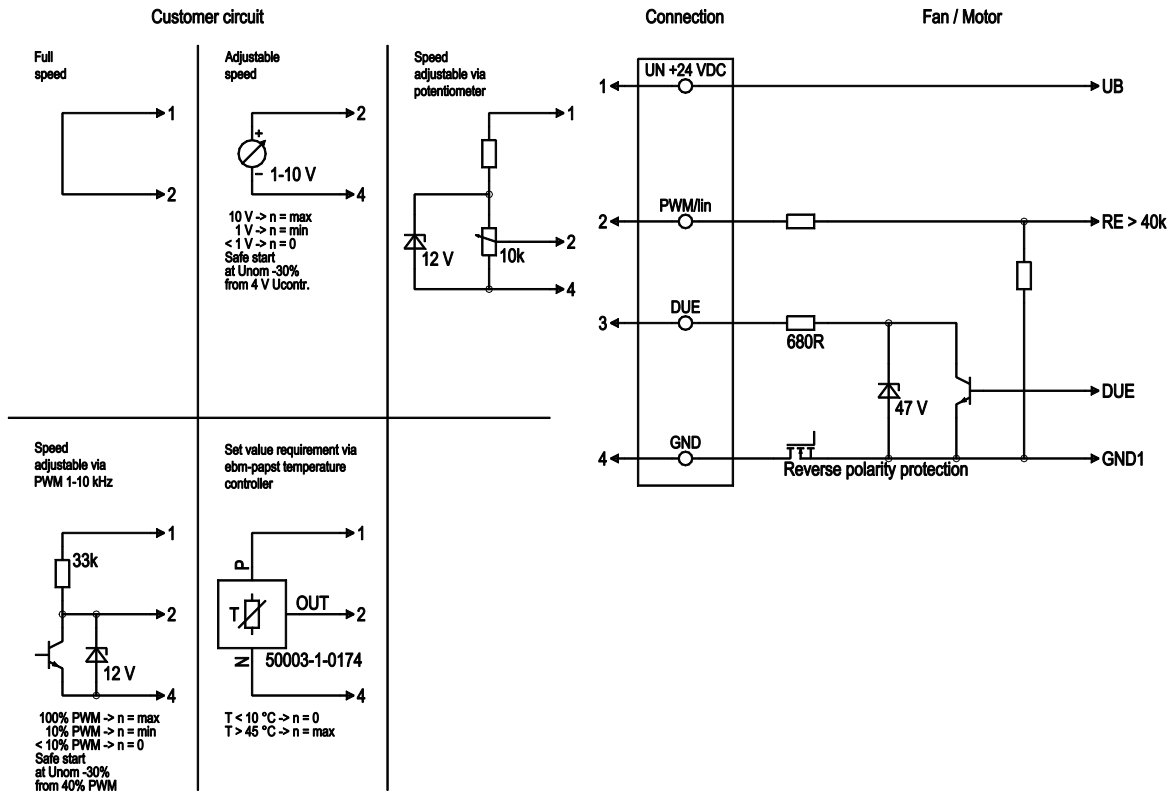 Customer circuit
Connection
Fan / Motor
Full
speed
1
2
Adjustable
speed
2
+
1-10 V
–
4
10 V -> n = max
1 V -> n = min
< 1 V -> n = 0
Safe start
at Unom -30%
from 4 V Ucontr.
Speed
adjustable via
potentiometer
1
2
12 V
10k
4
UN +24 VDC
1
UB
PWM/lin
2
RE > 40k
DUE
3
680R
47 V
DUE
GND
4
GND1
Reverse polarity protection
Speed
adjustable via
PWM 1-10 kHz
1
33k
2
12 V
4
100% PWM -> n = max
10% PWM -> n = min
< 10% PWM -> n = 0
Safe start
at Unom -30%
from 40% PWM
Set value requirement via
ebm-papst temperature
controller
1
P
T
OUT
2
N
50003-1-0174
4
T < 10 °C -> n = 0
T > 45 °C -> n = max